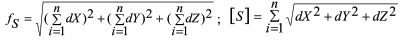 f_S = \sqrt{(\sum_{i=1}^{n} dX)^2 + (\sum_{i=1}^{n} dY)^2 + (\sum_{i=1}^{n} dZ)^2} ; [S] = \sum_{i=1}^{n} \sqrt{dX^2 + dY^2 + dZ^2}